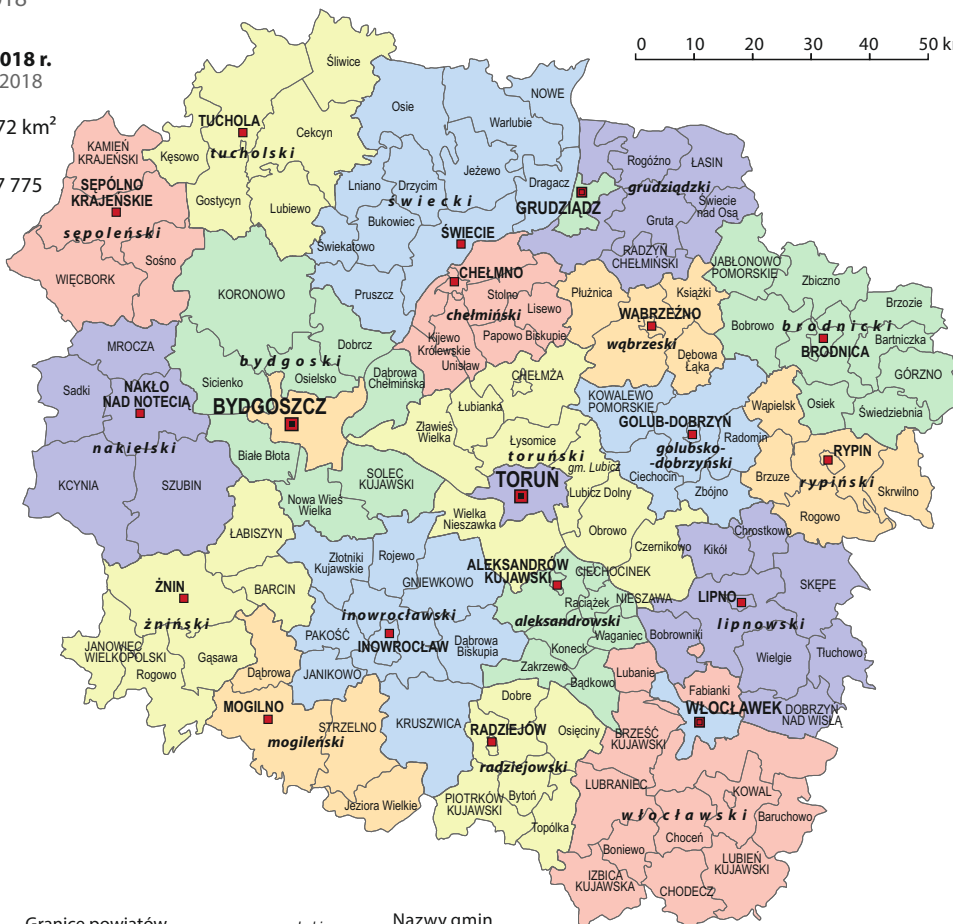 018
018 r.
2018
72 km²
7 775
0 10 20 30 40 50 km
Śliwice
TUCHOLA
Cekcyn
Kęsowo
tucholski
Gostycyn
Lubiewo
KAMIEŃ
KRAJEŃSKI
SĘPÓLNO
KRAJEŃSKIE
sępoleński
Sośno
WIĘCBORK
Osie
NOWE
Warlubie
Jeżewo
Lniano
Drzycim
Dragacz
świecki
Bukowiec
ŚWIECIE
Świekatowo
Pruszcz
GRUDZIĄDZ
Rogóźno
ŁASIN
grudziądzki
Świecie
nad Osą
Gruta
RADZYŃ
CHEŁMIŃSKI
CHEŁMNO
Stolno
chełmiński
Lisewo
Kijewo
Królewskie
Papowo Biskupie
Unisław
Płużnica
Książki
WĄBRZEŹNO
wąbrzeski
Dębowa
Łąka
JABŁONOWO
POMORSKIE
Zbiczno
Brzozie
Bobrowo
brodnicki
Bartniczka
BRODNICA
GÓRZNO
Osiek
Świedziebnia
KORONOWO
Dobrcz
bydgoski
Sicienko
Osielsko
Dąbrowa
Chełmińska
BYDGOSZCZ
Białe Błota
SOLEC
KUJAWSKI
Nowa Wieś
Wielka
MROCZA
Sadki
NAKŁO
NAD NOTECIĄ
nakielski
KCYNIA
SZUBIN
CHEŁMŻA
Łubianka
Zławieś
Wielka
Łysomice
toruński
gm. Lubicz
TORUŃ
Lubicz Dolny
Wielka
Nieszawka
Obrowo
Czernikowo
KOWALEWO
POMORSKIE
GOLUB-DOBRZYŃ
Radomin
golubsko-
-dobrzyński
Ciechocin
Zbójno
Wąpielsk
RYPIN
Brzuze
rypiński
Skrwilno
Rogowo
ŁABISZYN
BARCIN
ŻNIN
żniński
JANOWIEC
WIELKOPOLSKI
Gąsawa
Rogowo
Złotniki
Kujawskie
Rojewo
GNIEWKOWO
inowrocławski
PAKOŚĆ
INOWROCŁAW
Dąbrowa
Biskupia
JANIKOWO
KRUSZWICA
ALEKSANDRÓW
KUJAWSKI
CIECHOCINEK
Raciążek
NIESZAWA
aleksandrowski
Waganiec
Koneck
Zakrzewo
Bądkowo
Chrostkowo
Kikół
SKĘPE
LIPNO
lipnowski
Bobrowniki
Wielgie
Tłuchowo
DOBRZYŃ
NAD WISŁĄ
Dąbrowa
MOGILNO
STRZELNO
mogileński
Jeziora Wielkie
Dobre
RADZIEJÓW
Osięciny
radziejowski
PIOTRKÓW
KUJAWSKI
Bytoń
Topólka
Lubanie
Fabianki
WŁOCŁAWEK
BRZEŚĆ
KUJAWSKI
LUBRANIEC
KOWAL
włocławski
Baruchowo
Choceń
Boniewo
LUBIEŃ
KUJAWSKI
IZBICA
KUJAWSKA
CHODECZ
Granice powiatów
Nazwy gmin